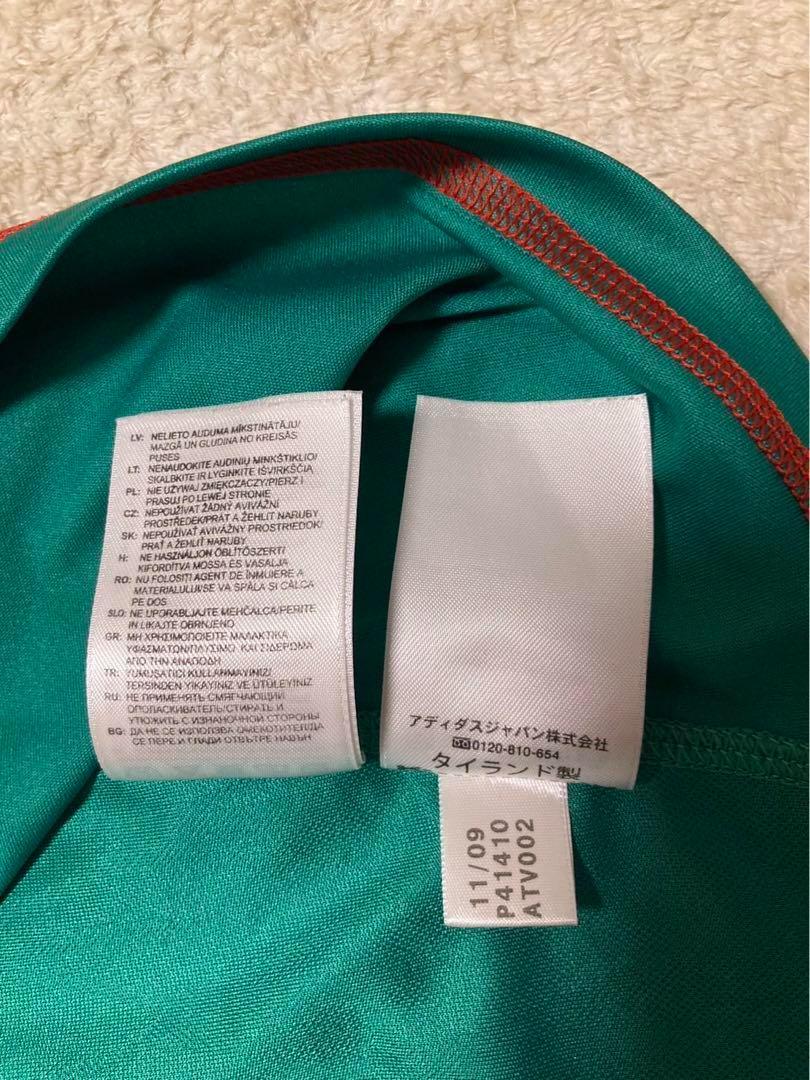 LV: NELIETO AUDUMA MĪKSTINĀTĀJU/
MAZGĀ UN GLUDINA NO KREISĀS
PUSES
LT: NENAUDOKITE AUDINIŲ MINKŠTIKLIO/
SKALBKITE IR LYGINKITE IŠVIRKŠČIĄ
PL: NIE UŻYWAJ ZMIĘKCZACZY/PIERZ I
PRASUJ PO LEWEJ STRONIE
CZ: NEPOUŽÍVAT ŽÁDNÝ AVIVÁŽNÍ
PROSTŘEDEK/PRÁT A ŽEHLIT NARUBY
SK: NEPOUŽÍVAŤ AVIVÁŽNY PROSTRIEDOK/
PRAŤ A ŽEHLIŤ NARUBY
H: NE HASZNÁLJON ÖBLÍTŐSZERT/
KIFORDÍTVA MOSSA ÉS VASALJA
RO: NU FOLOSIŢI AGENT DE ÎNMUIERE A
MATERIALULUI/SE VA SPĂLA ŞI CĂLCA
PE DOS
SLO: NE UPORABLJAJTE MEHČALCA/PERITE
IN LIKAJTE OBRNJENO
GR: ΜΗ ΧΡΗΣΙΜΟΠΟΙΕΙΤΕ ΜΑΛΑΚΤΙΚΑ
ΥΦΑΣΜΑΤΩΝ/ΠΛΥΣΙΜΟ ΚΑΙ ΣΙΔΕΡΩΜΑ
ΑΠΟ ΤΗΝ ΑΝΑΠΟΔΗ
TR: YUMUŞATICI KULLANMAYINIZ/
TERSİNDEN YIKAYINIZ VE ÜTÜLEYİNİZ
RU: НЕ ПРИМЕНЯТЬ СМЯГЧАЮЩИЙ
ОПОЛАСКИВАТЕЛЬ/СТИРАТЬ И
УТЮЖИТЬ С ИЗНАНОЧНОЙ СТОРОНЫ
BG: ДА НЕ СЕ ИЗПОЛЗВА ОМЕКОТИТЕЛ/ДА
СЕ ПЕРЕ И ГЛАДИ ОТВЪТРЕ НАВЪН
アディダスジャパン株式会社
0120-810-654
タイランド製
11/09
P41410
ATV002